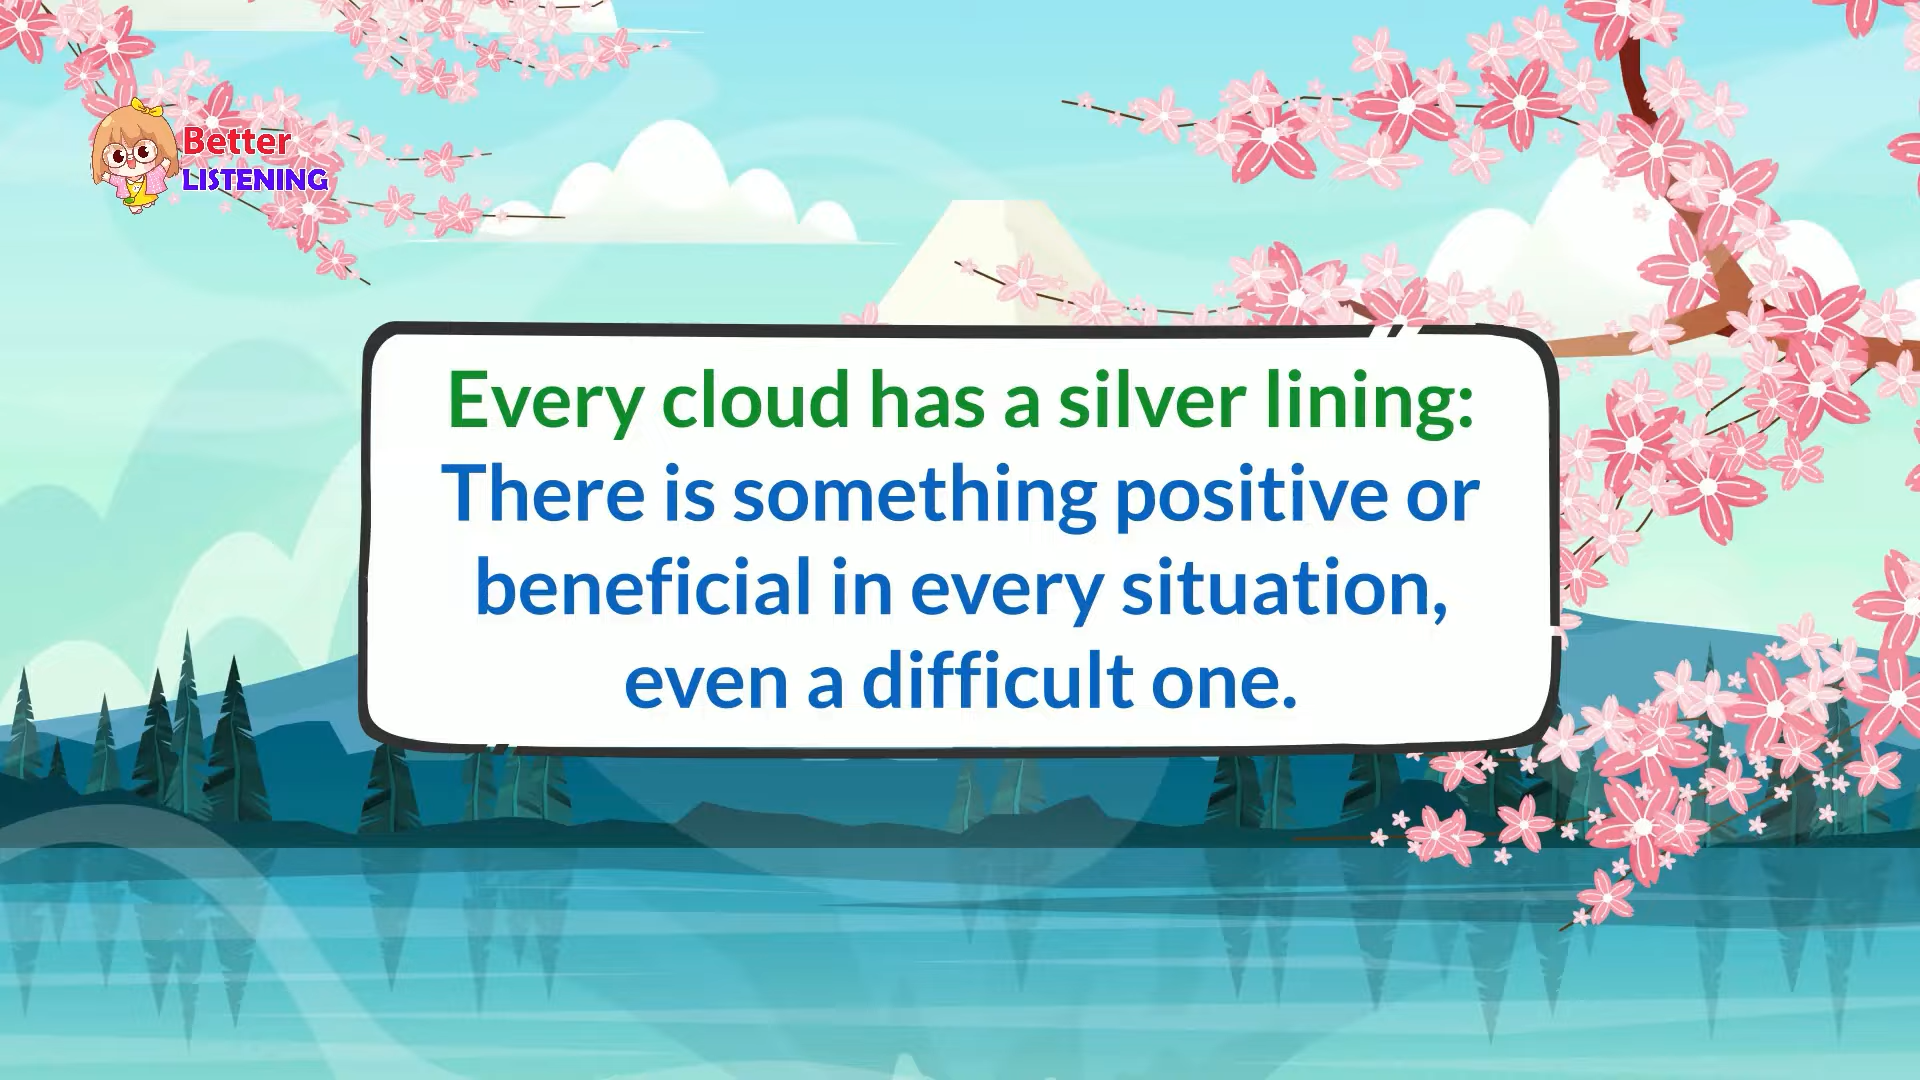 Better
LISTENING
Every cloud has a silver lining:
There is something positive or
beneficial in every situation,
even a difficult one.